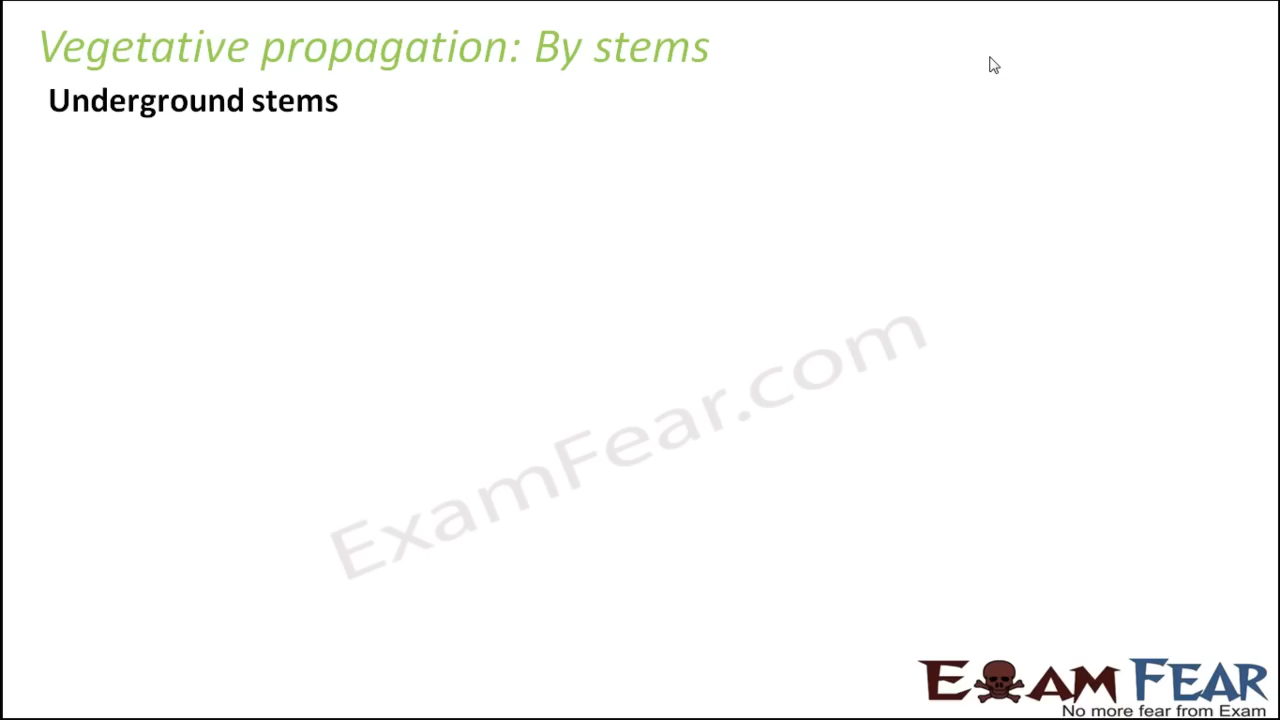 Vegetative propagation: By stems
Underground stems
ExamFear.com
EXAM FEAR
No more fear from Exam